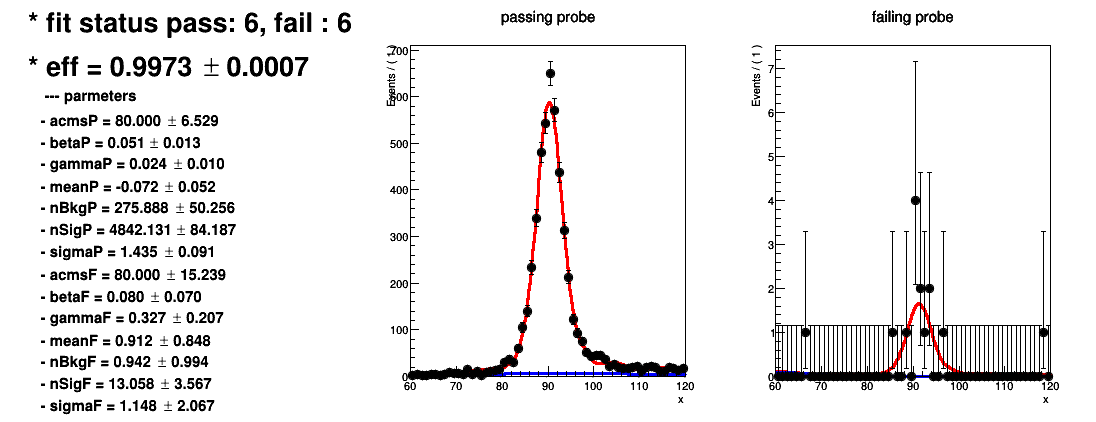 * fit status pass: 6, fail : 6
* eff = 0.9973 ± 0.0007
--- parmeters
- acmsP = 80.000 ± 6.529
- betaP = 0.051 ± 0.013
- gammaP = 0.024 ± 0.010
- meanP = -0.072 ± 0.052
- nBkgP = 275.888 ± 50.256
- nSigP = 4842.131 ± 84.187
- sigmaP = 1.435 ± 0.091
- acmsF = 80.000 ± 15.239
- betaF = 0.080 ± 0.070
- gammaF = 0.327 ± 0.207
- meanF = 0.912 ± 0.848
- nBkgF = 0.942 ± 0.994
- nSigF = 13.058 ± 3.567
- sigmaF = 1.148 ± 2.067
passing probe
Events / ( 1 )
700
600
500
400
300
200
100
0
60 70 80 90 100 110 120
x
failing probe
Events / ( 1 )
7
6
5
4
3
2
1
0
60 70 80 90 100 110 120
x